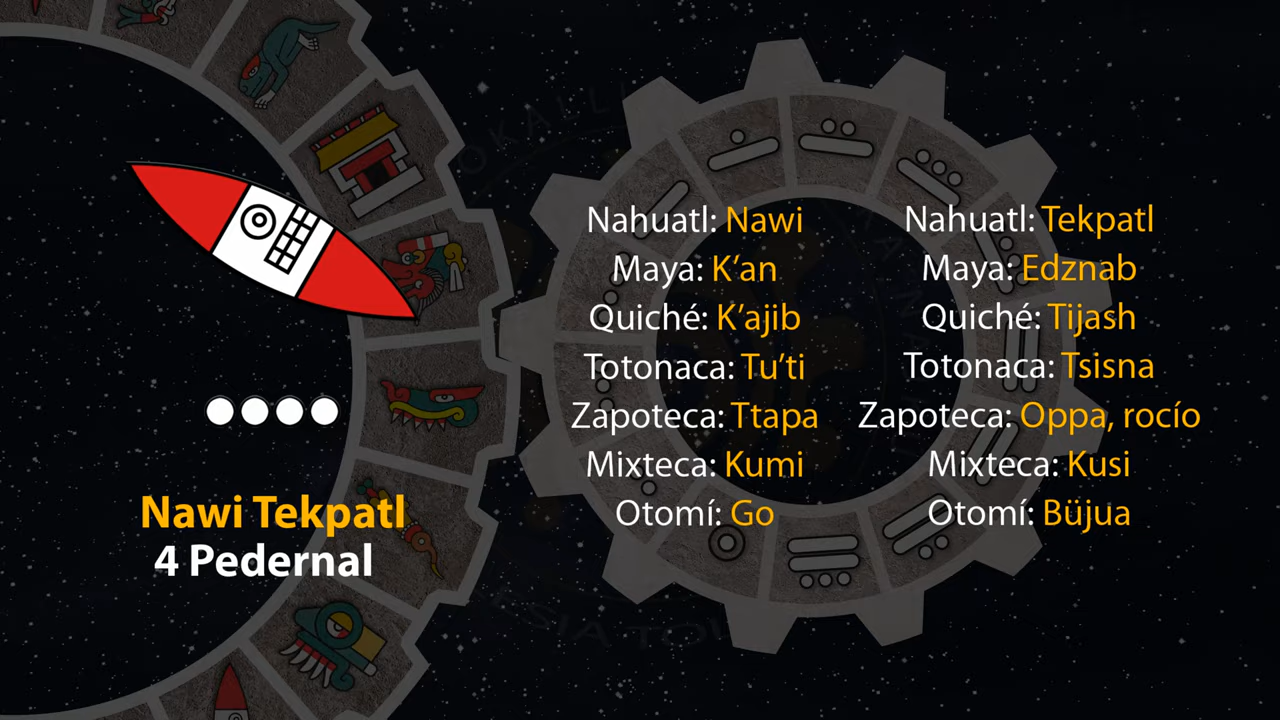 Nawi Tekpatl
4 Pedernal
Nahuatl: Nawi
Maya: K’an
Quiché: K’ajib
Totonaca: Tu’ti
Zapoteca: Ttapa
Mixteca: Kumi
Otomí: Go
Nahuatl: Tekpatl
Maya: Edznab
Quiché: Tijash
Totonaca: Tsisna
Zapoteca: Oppa, rocío
Mixteca: Kusi
Otomí: Büjua